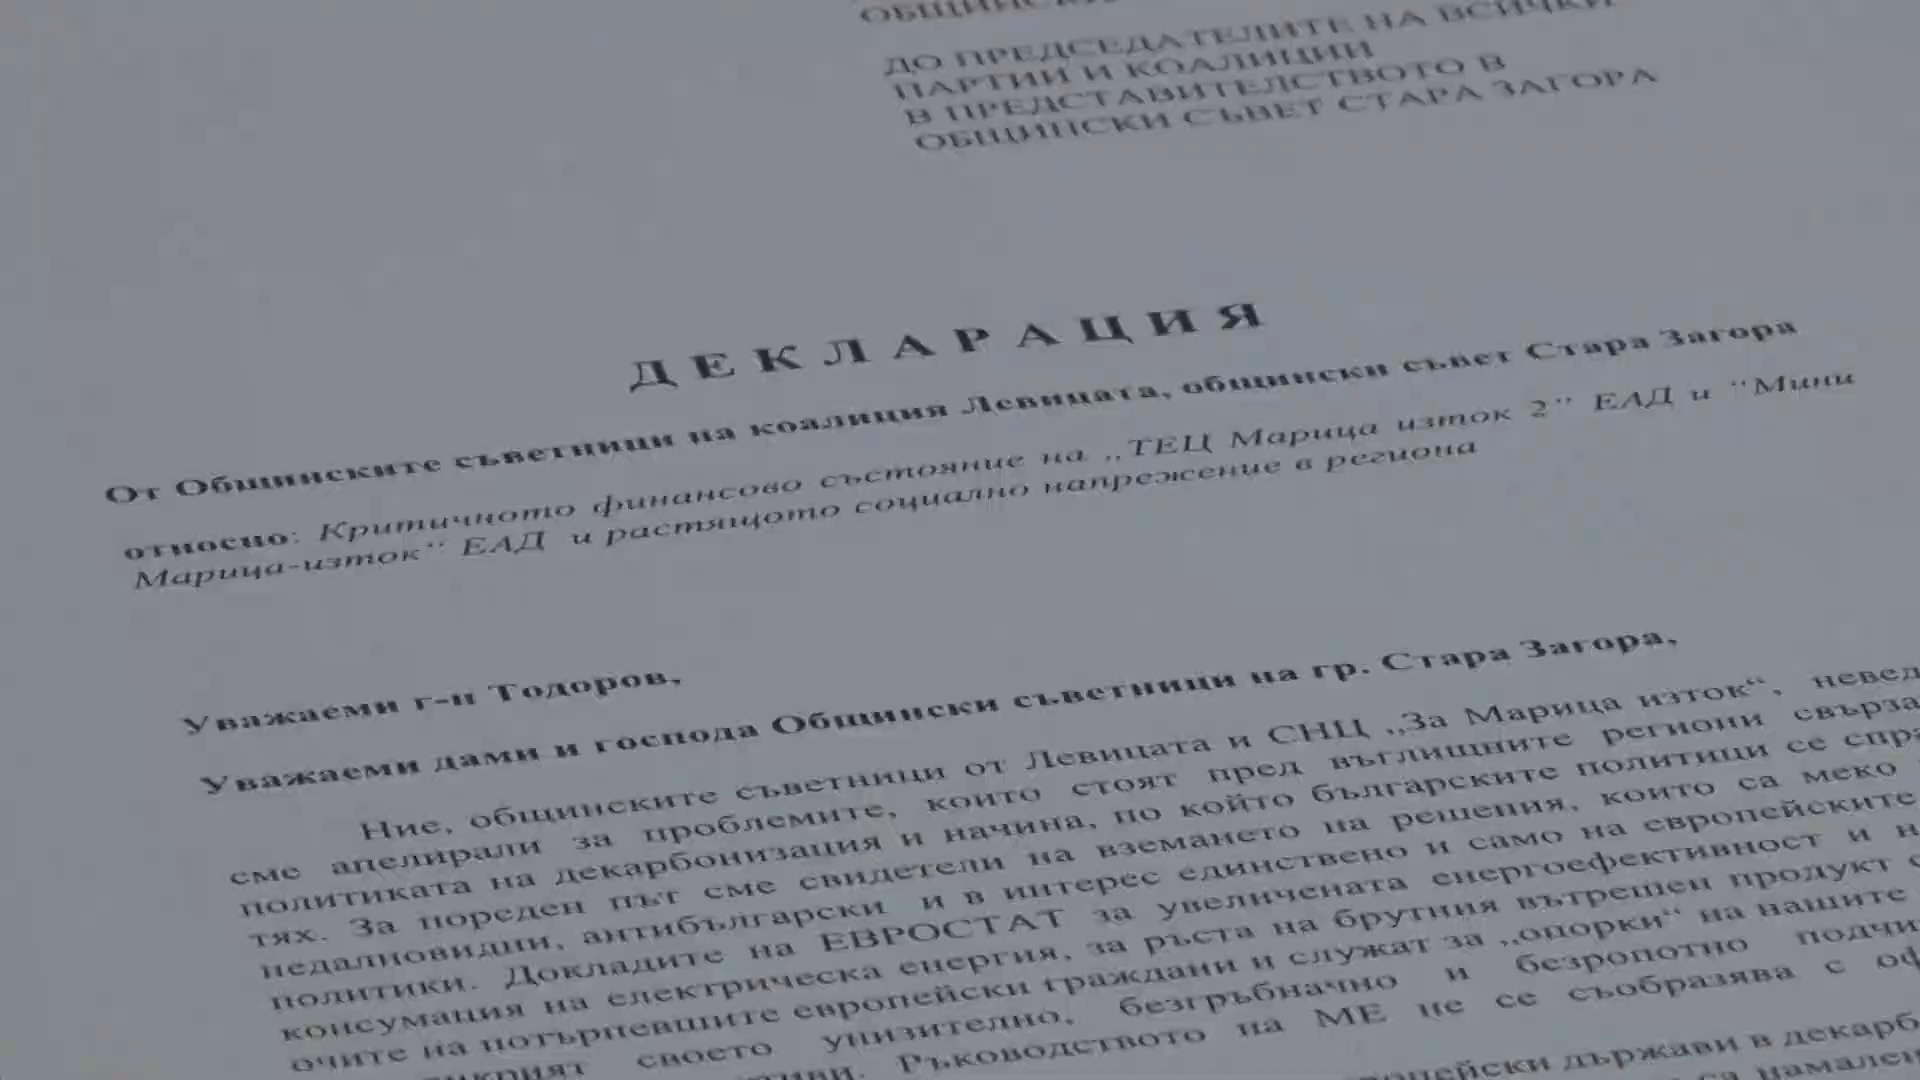 ДО ПРЕДСЕДАТЕЛИТЕ НА ВСИЧКИ
ПАРТИИ И КОАЛИЦИИ
В ПРЕДСТАВИТЕЛСТВОТО В
ОБЩИНСКИ СЪВЕТ СТАРА ЗАГОРА
ДЕКЛАРАЦИЯ
От Общинските съветници на коалиция Левицата, общински съвет Стара Загора
относно: Критичното финансово състояние на „ТЕЦ Марица изток 2" ЕАД и "Мини
Марица-изток" ЕАД и растящото социално напрежение в региона
Уважаеми г-н Тодоров,
Уважаеми дами и господа Общински съветници на гр. Стара Загора,
Ние, общинските съветници от Левицата и СНЦ „За Марица изток“,
сме апелирали за проблемите, които стоят пред въглищните региони
политиката на декарбонизация и начина, по който българските политици се
тях. За пореден път сме свидетели на вземането на решения, които са меко
недалновидни, антибългарски и в интерес единствено и само на европейските
политики. Докладите на ЕВРОСТАТ за увеличената енергоефективност и
консумация на електрическа енергия, за ръста на брутния вътрешен продукт
очите на потърпевшите европейски граждани и служат за „опорки“ на нашите
своето унизително, безгръбначно и безропотно
Ръководството на МЕ не се съобразява с
държави в
са